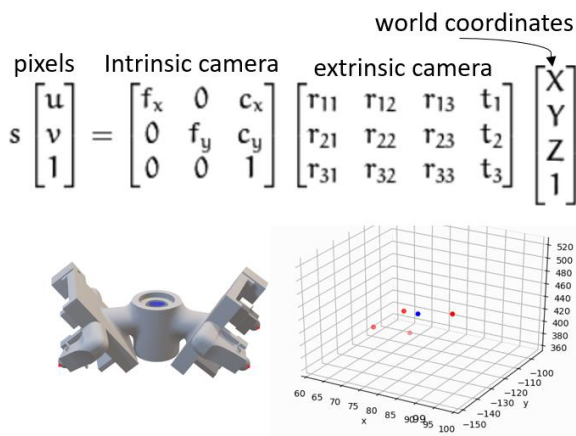 world coordinates
pixels Intrinsic camera extrinsic camera
s [u v 1] = [fx 0 cx 0 fy cy 0 0 1] [r11 r12 r13 t1 r21 r22 r23 t2 r31 r32 r33 t3] [X Y Z 1]
520
500
480
460
440
420
400
380
360
60 65 70 75 80 85 90 95 100
x
−150 −140 −130 −120 −110 −100
y